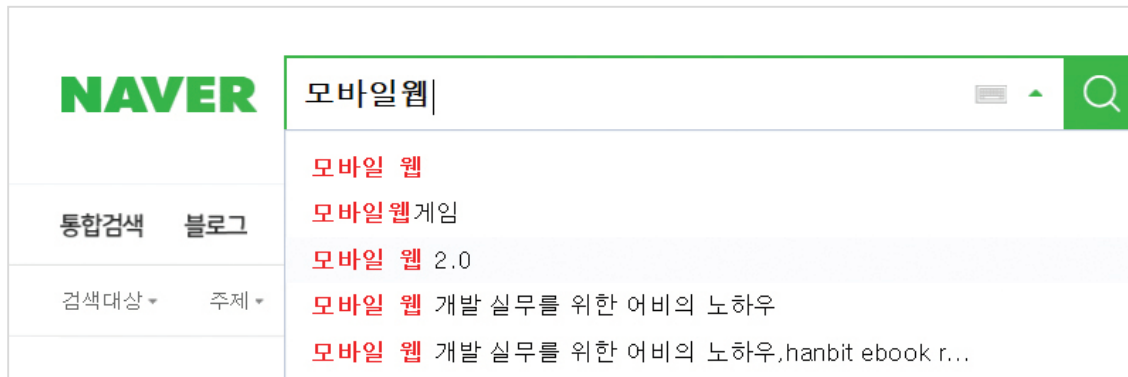 NAVER
모바일웹
모바일 웹
모바일웹게임
모바일 웹 2.0
모바일 웹 개발 실무를 위한 어비의 노하우
모바일 웹 개발 실무를 위한 어비의 노하우,hanbit ebook r...
통합검색 블로그
검색대상 주제